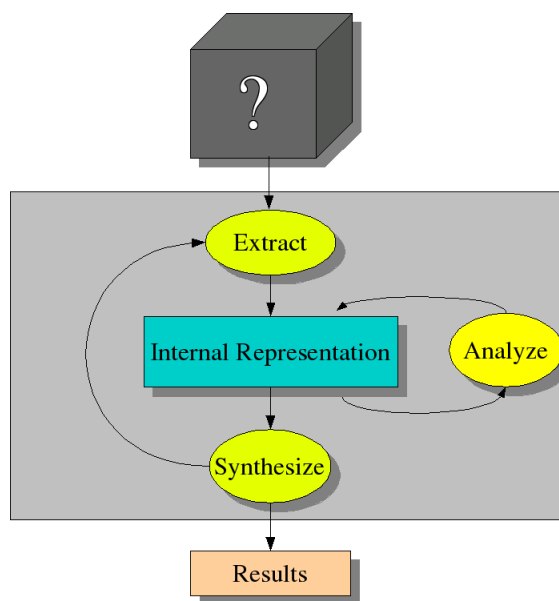 ?
Extract
Internal Representation
Analyze
Synthesize
Results